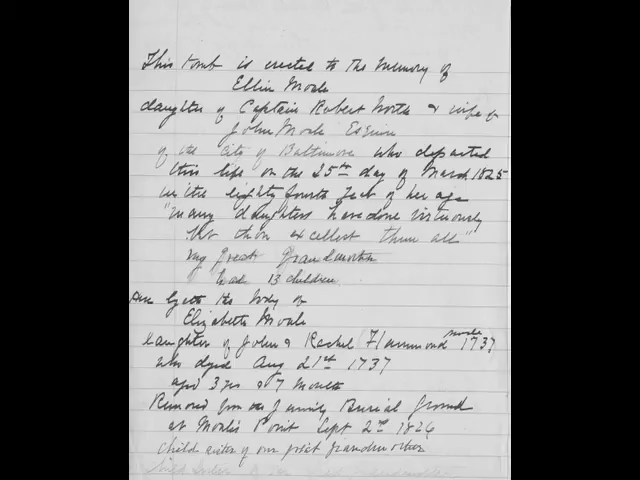 This tomb is erected to the memory of
Ellin Moale
daughter of Captain Robert North & wife of
John Moale Esquire
of the City of Baltimore who departed
this life on the 25th day of March 1825
in the eighty fourth year of her age
"Many daughters have done virtuously
but thou excellest them all"
my great grandmother
had 13 children
Here lyeth the body of
Elizabeth Moale
daughter of John & Rachel (Hammond Moale 1737
who dyed Aug 21st 1737
aged 3 yrs & 7 Months
Removed from the family Burial ground
at Moale's Point Sept 2nd 1826
child sister of our great grandmother